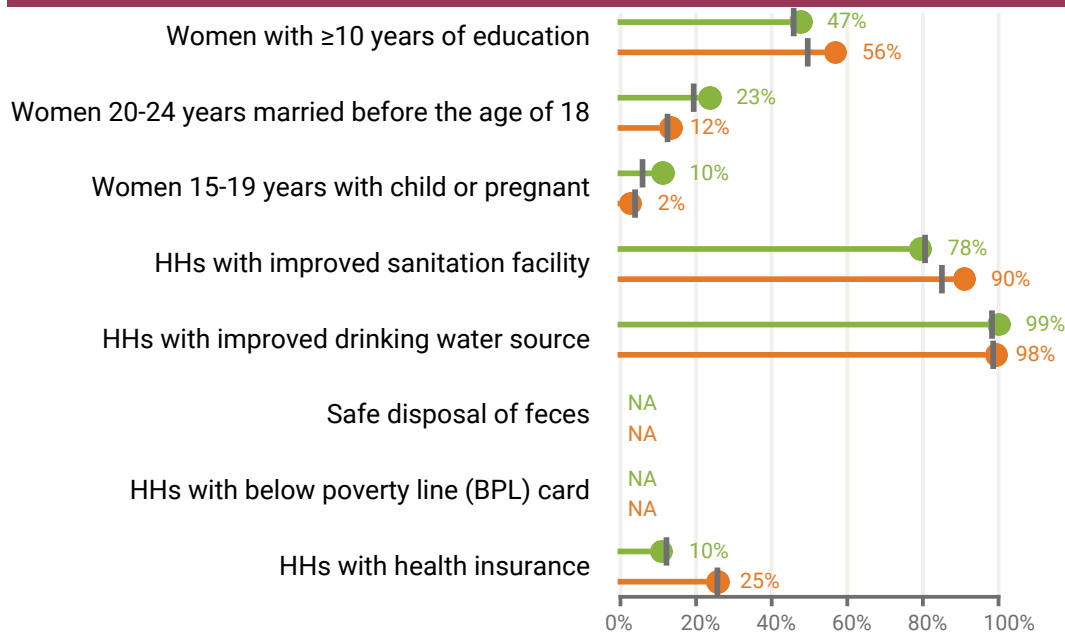 Women with ≥10 years of education
47%
56%
Women 20-24 years married before the age of 18
23%
12%
Women 15-19 years with child or pregnant
10%
2%
HHs with improved sanitation facility
78%
90%
HHs with improved drinking water source
99%
98%
Safe disposal of feces
NA
NA
HHs with below poverty line (BPL) card
NA
NA
HHs with health insurance
10%
25%
0% 20% 40% 60% 80% 100%